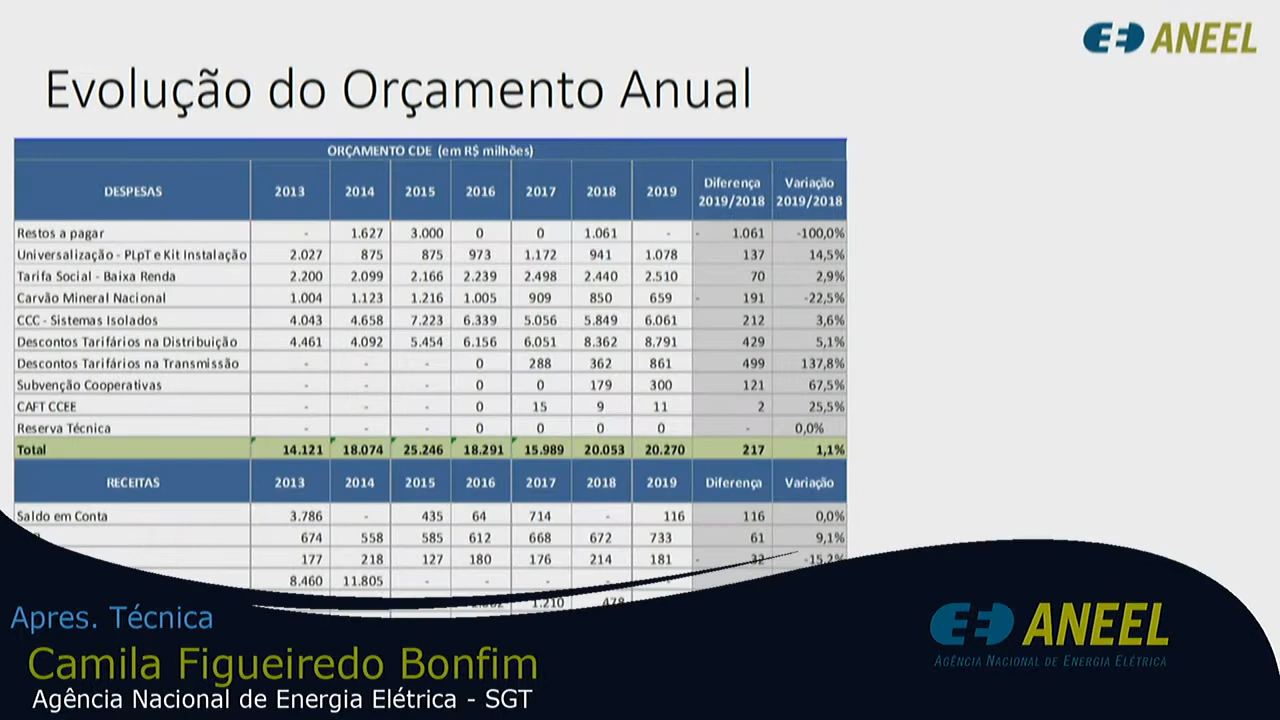 ANEEL
Evolução do Orçamento Anual
ORÇAMENTO CDE (em R$ milhões)
DESPESAS 2013 2014 2015 2016 2017 2018 2019 Diferença 2019/2018 Variação 2019/2018
Restos a pagar - 1.627 3.000 0 0 1.061 - - 1.061 -100,0%
Universalização - PLpT e Kit Instalação 2.027 875 875 973 1.172 941 1.078 137 14,5%
Tarifa Social - Baixa Renda 2.200 2.099 2.166 2.239 2.498 2.440 2.510 70 2,9%
Carvão Mineral Nacional 1.004 1.123 1.216 1.005 909 850 659 - 191 -22,5%
CCC - Sistemas Isolados 4.043 4.658 7.223 6.339 5.056 5.849 6.061 212 3,6%
Descontos Tarifários na Distribuição 4.461 4.092 5.454 6.156 6.051 8.362 8.791 429 5,1%
Descontos Tarifários na Transmissão - - - 0 288 362 861 499 137,8%
Subvenção Cooperativas - - - 0 0 179 300 121 67,5%
CAFT CCEE - - - 0 15 9 11 2 25,5%
Reserva Técnica 0 0 0 0 - 0,0%
Total 14.121 18.074 25.246 18.291 15.989 20.053 20.270 217 1,1%
RECEITAS 2013 2014 2015 2016 2017 2018 2019 Diferença Variação
Saldo em Conta 3.786 - 435 64 714 - 116 116 0,0%
674 558 585 612 668 672 733 61 9,1%
177 218 127 180 176 214 181 - 32 -15,2%
8.460 11.805 - - - -
1.210 478
Apres. Técnica
Camila Figueiredo Bonfim
Agência Nacional de Energia Elétrica - SGT
ANEEL
AGÊNCIA NACIONAL DE ENERGIA ELÉTRICA